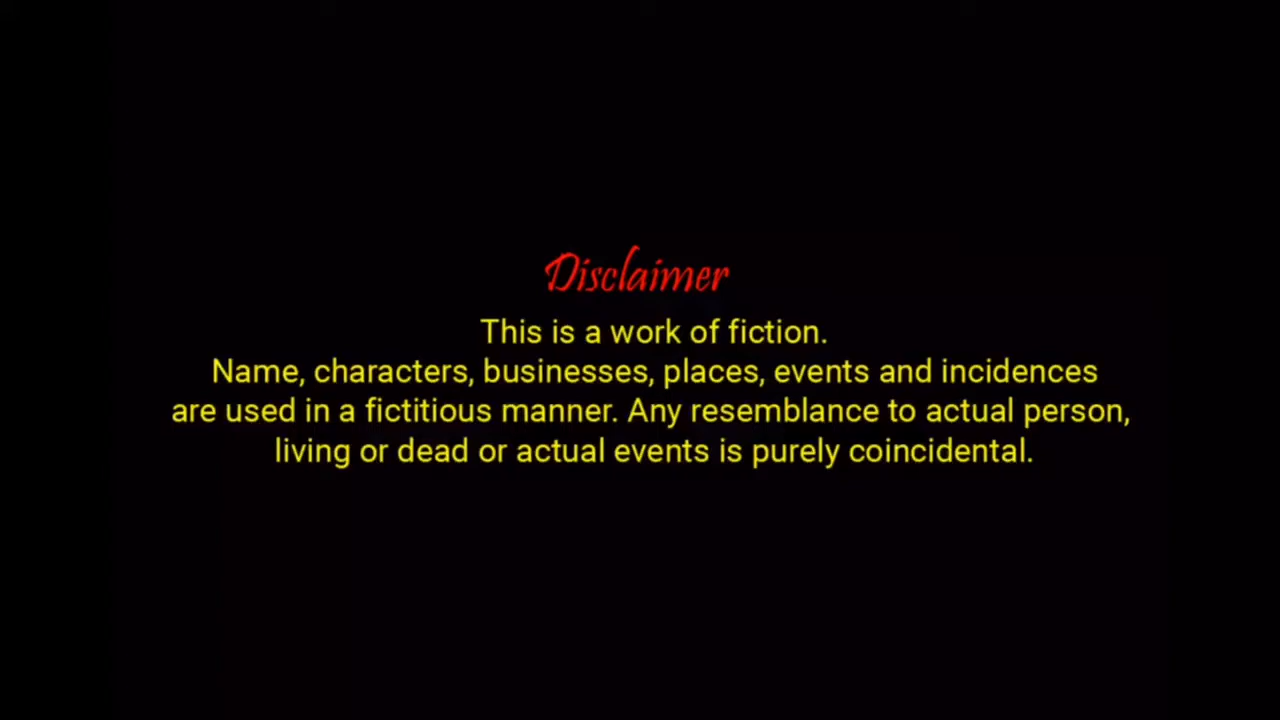 Disclaimer
This is a work of fiction.
Name, characters, businesses, places, events and incidences
are used in a fictitious manner. Any resemblance to actual person,
living or dead or actual events is purely coincidental.